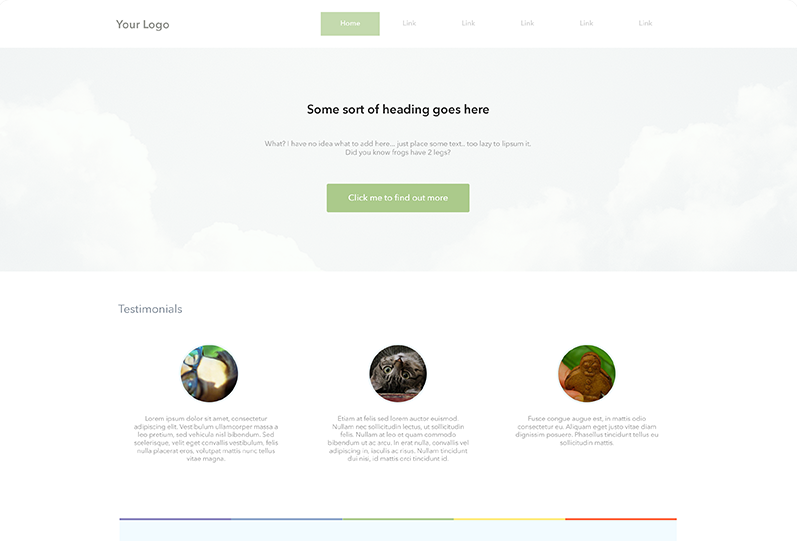 Your Logo
Home
Link
Link
Link
Link
Link
Some sort of heading goes here
What? I have no idea what to add here... just place some text.. too lazy to lipsum it.
Did you know frogs have 2 legs?
Click me to find out more
Testimonials
Lorem ipsum dolor sit amet, consectetur
adipiscing elit. Vestibulum ullamcorper massa a
leo pretium, sed vehicula nisl bibendum. Sed
scelerisque, velit eget convallis vestibulum, felis
nulla placerat eros, volutpat mattis nunc tellus
vitae magna.
Etiam at felis sed lorem auctor euismod.
Nullam nec sollicitudin lectus, ut sollicitudin
felis. Nullam at leo et quam commodo
bibendum ut ac arcu. In erat nulla, convallis vel
adipiscing in, iaculis ac risus. Nullam tincidunt
dui nisi, id mattis orci tincidunt id.
Fusce congue augue est, in mattis odio
consectetur eu. Aliquam eget justo vitae diam
dignissim posuere. Phasellus tincidunt tellus eu
sollicitudin mattis.